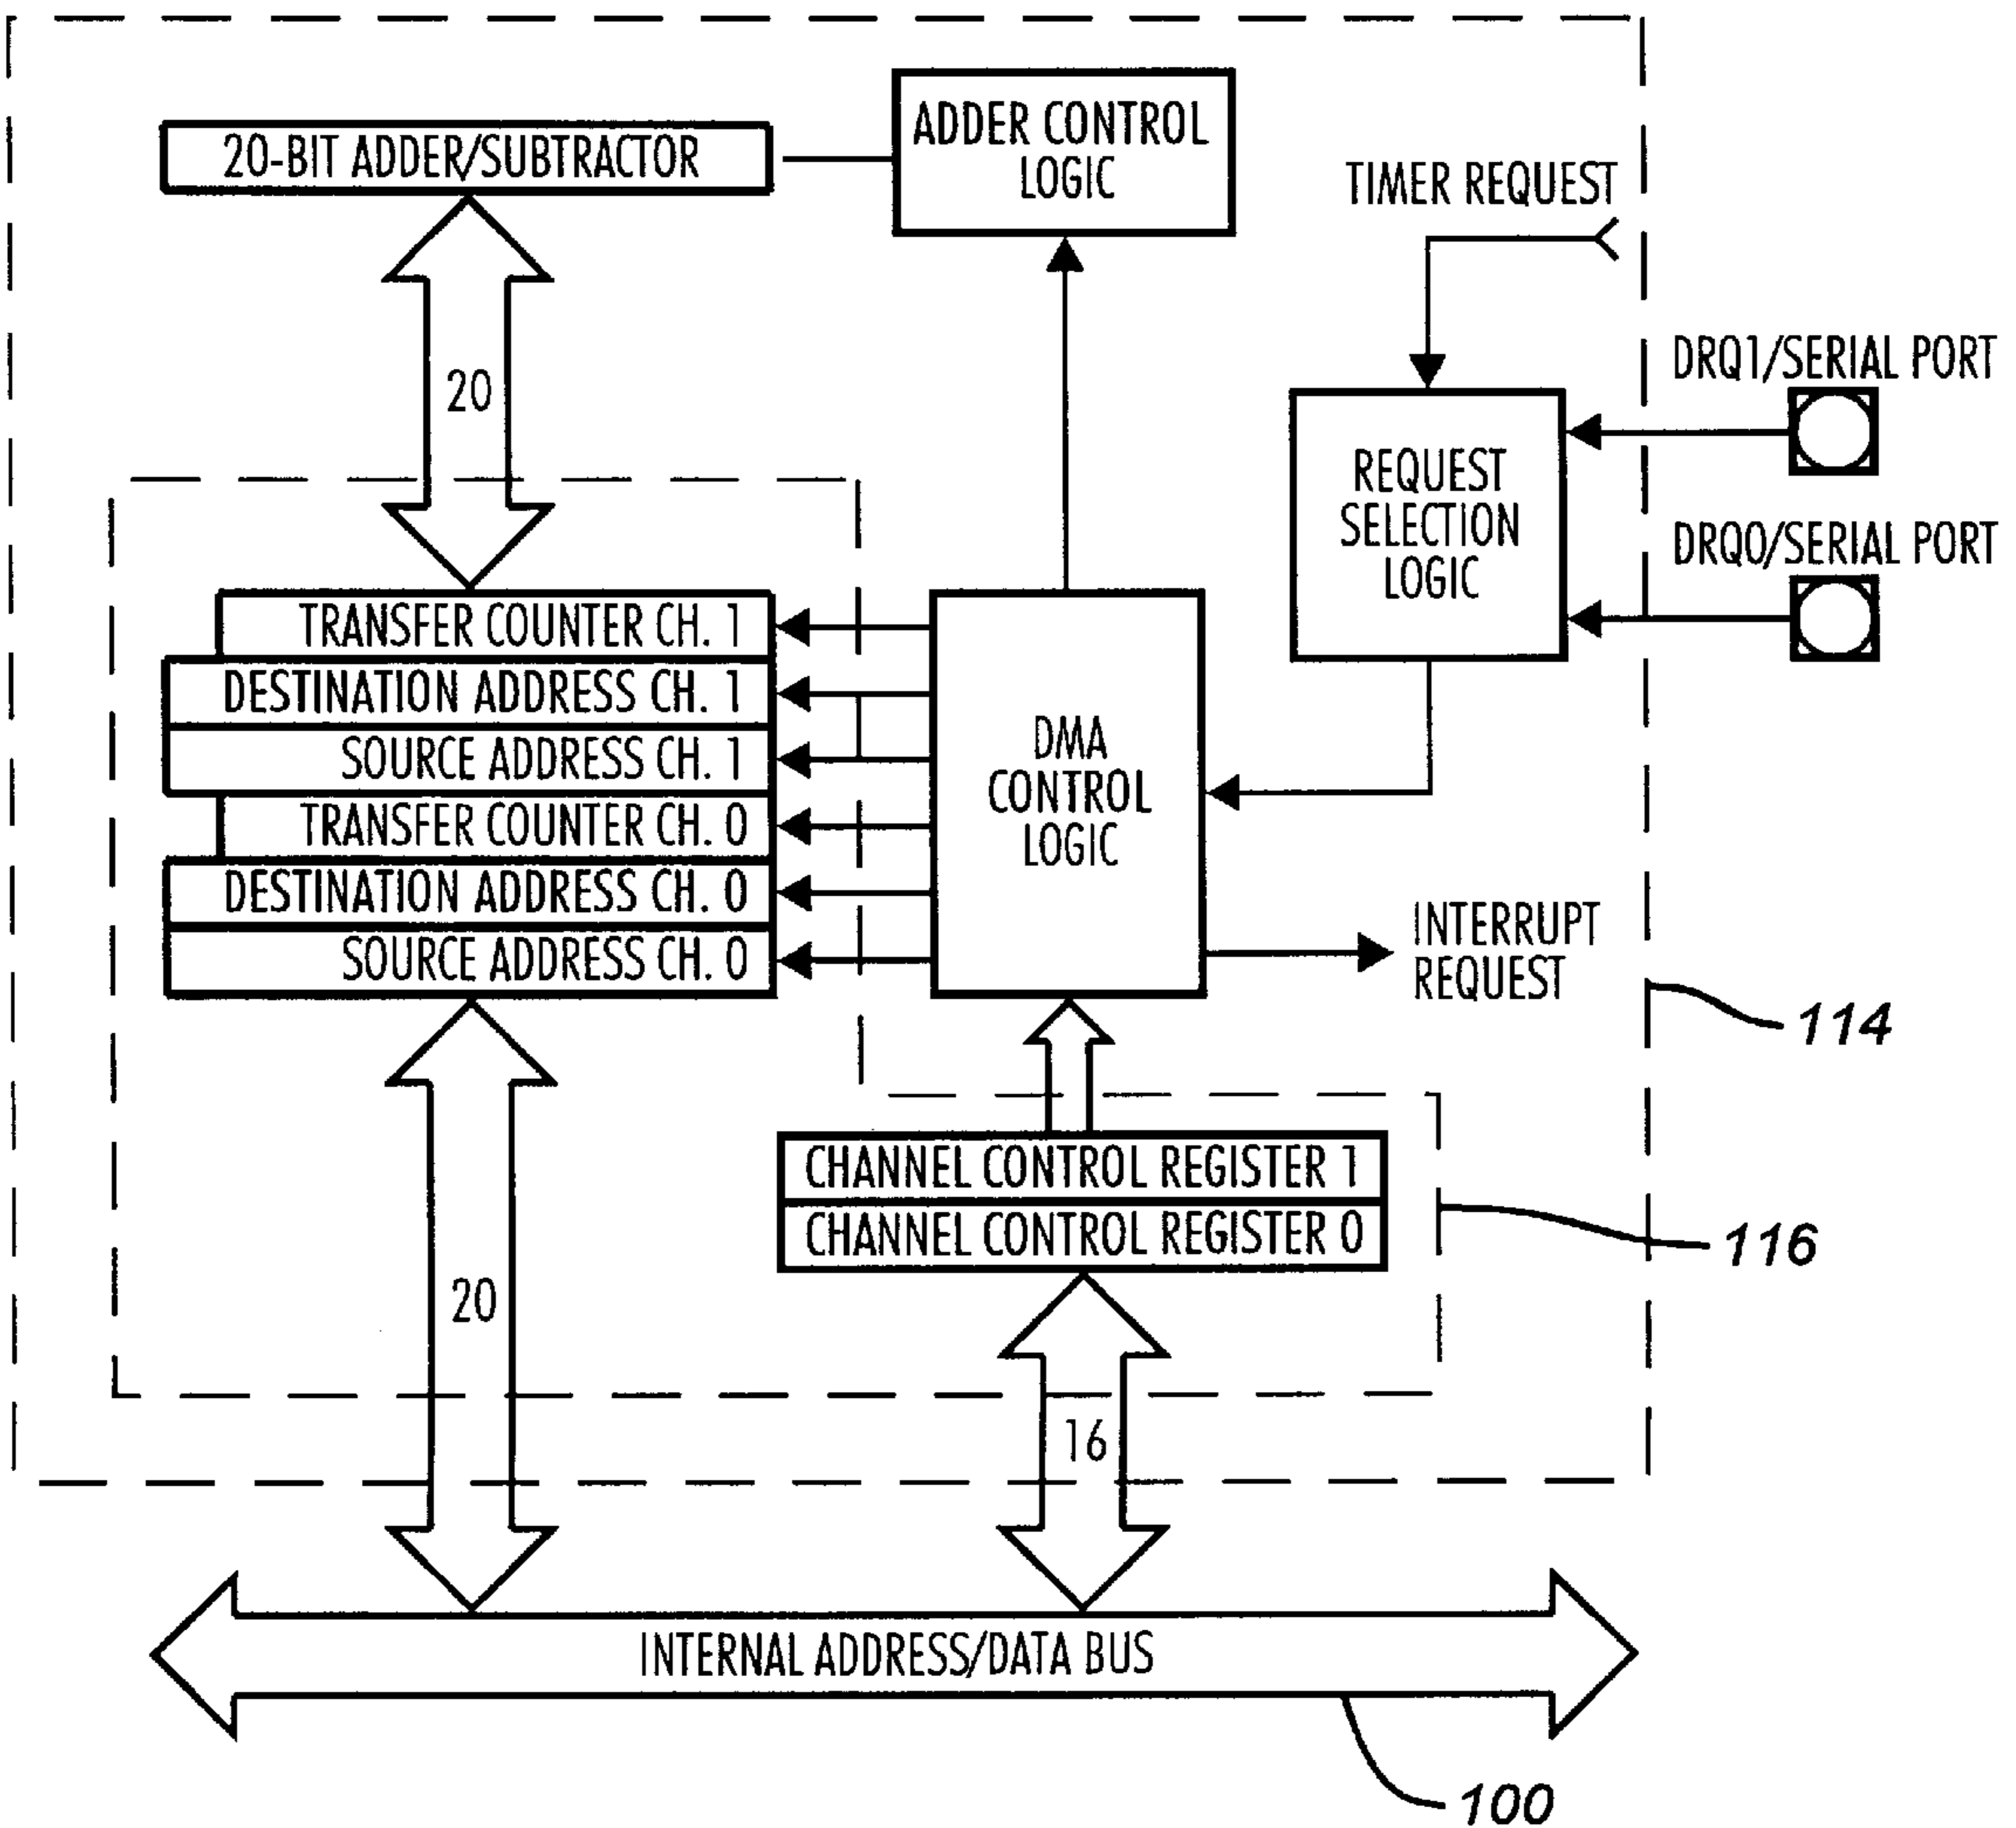 ADDER CONTROL
LOGIC
20-BIT ADDER/SUBTRACTOR
TIMER REQUEST
20
DRQ1/SERIAL PORT
REQUEST
SELECTION
LOGIC
DRQ0/SERIAL PORT
TRANSFER COUNTER CH. 1
DESTINATION ADDRESS CH. 1
SOURCE ADDRESS CH. 1
TRANSFER COUNTER CH. 0
DESTINATION ADDRESS CH. 0
SOURCE ADDRESS CH. 0
DMA
CONTROL
LOGIC
INTERRUPT
REQUEST
114
CHANNEL CONTROL REGISTER 1
CHANNEL CONTROL REGISTER 0
116
20
16
INTERNAL ADDRESS/DATA BUS
100